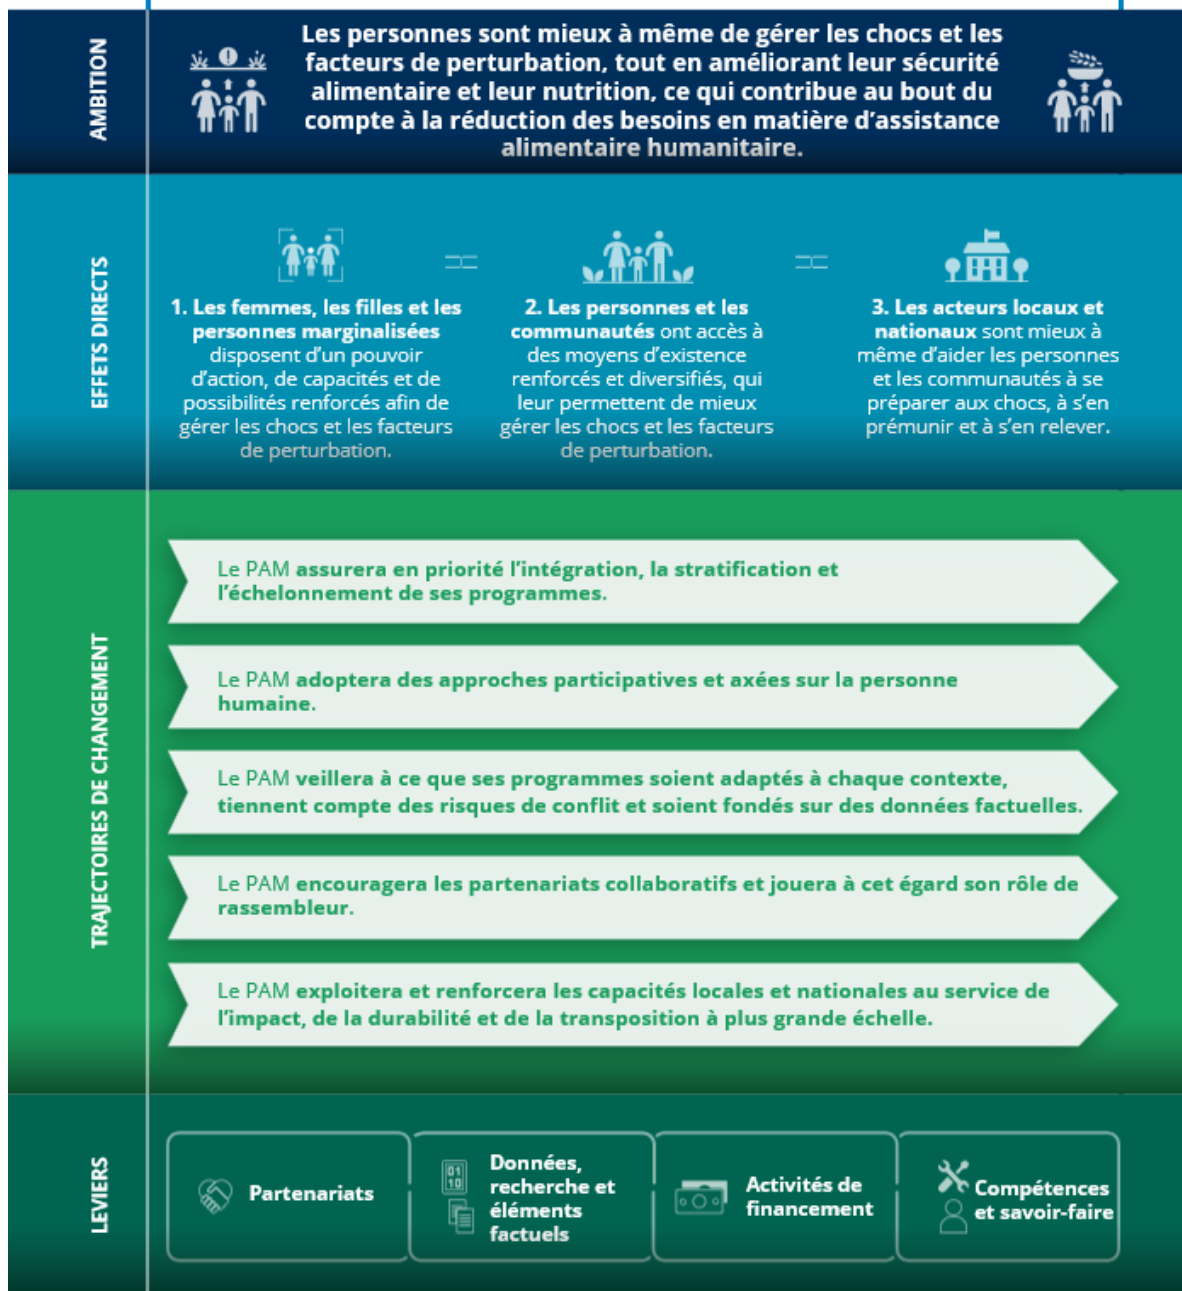 AMBITION
Les personnes sont mieux à même de gérer les chocs et les
facteurs de perturbation, tout en améliorant leur sécurité
alimentaire et leur nutrition, ce qui contribue au bout du
compte à la réduction des besoins en matière d'assistance
alimentaire humanitaire.
EFFETS DIRECTS
1. Les femmes, les filles et les
personnes marginalisées
disposent d'un pouvoir
d'action, de capacités et de
possibilités renforcés afin de
gérer les chocs et les facteurs
de perturbation.
2. Les personnes et les
communautés ont accès à
des moyens d'existence
renforcés et diversifiés, qui
leur permettent de mieux
gérer les chocs et les facteurs
de perturbation.
3. Les acteurs locaux et
nationaux sont mieux à
même d'aider les personnes
et les communautés à se
préparer aux chocs, à s'en
prémunir et à s'en relever.
TRAJECTOIRES DE CHANGEMENT
Le PAM assurera en priorité l'intégration, la stratification et
l'échelonnement de ses programmes.
Le PAM adoptera des approches participatives et axées sur la personne
humaine.
Le PAM veillera à ce que ses programmes soient adaptés à chaque contexte,
tiennent compte des risques de conflit et soient fondés sur des données factuelles.
Le PAM encouragera les partenariats collaboratifs et jouera à cet égard son rôle de
rassembleur.
Le PAM exploitera et renforcera les capacités locales et nationales au service de
l'impact, de la durabilité et de la transposition à plus grande échelle.
LEVIERS
Partenariats
01
10
Données,
recherche et
éléments
factuels
Activités de
financement
Compétences
et savoir-faire